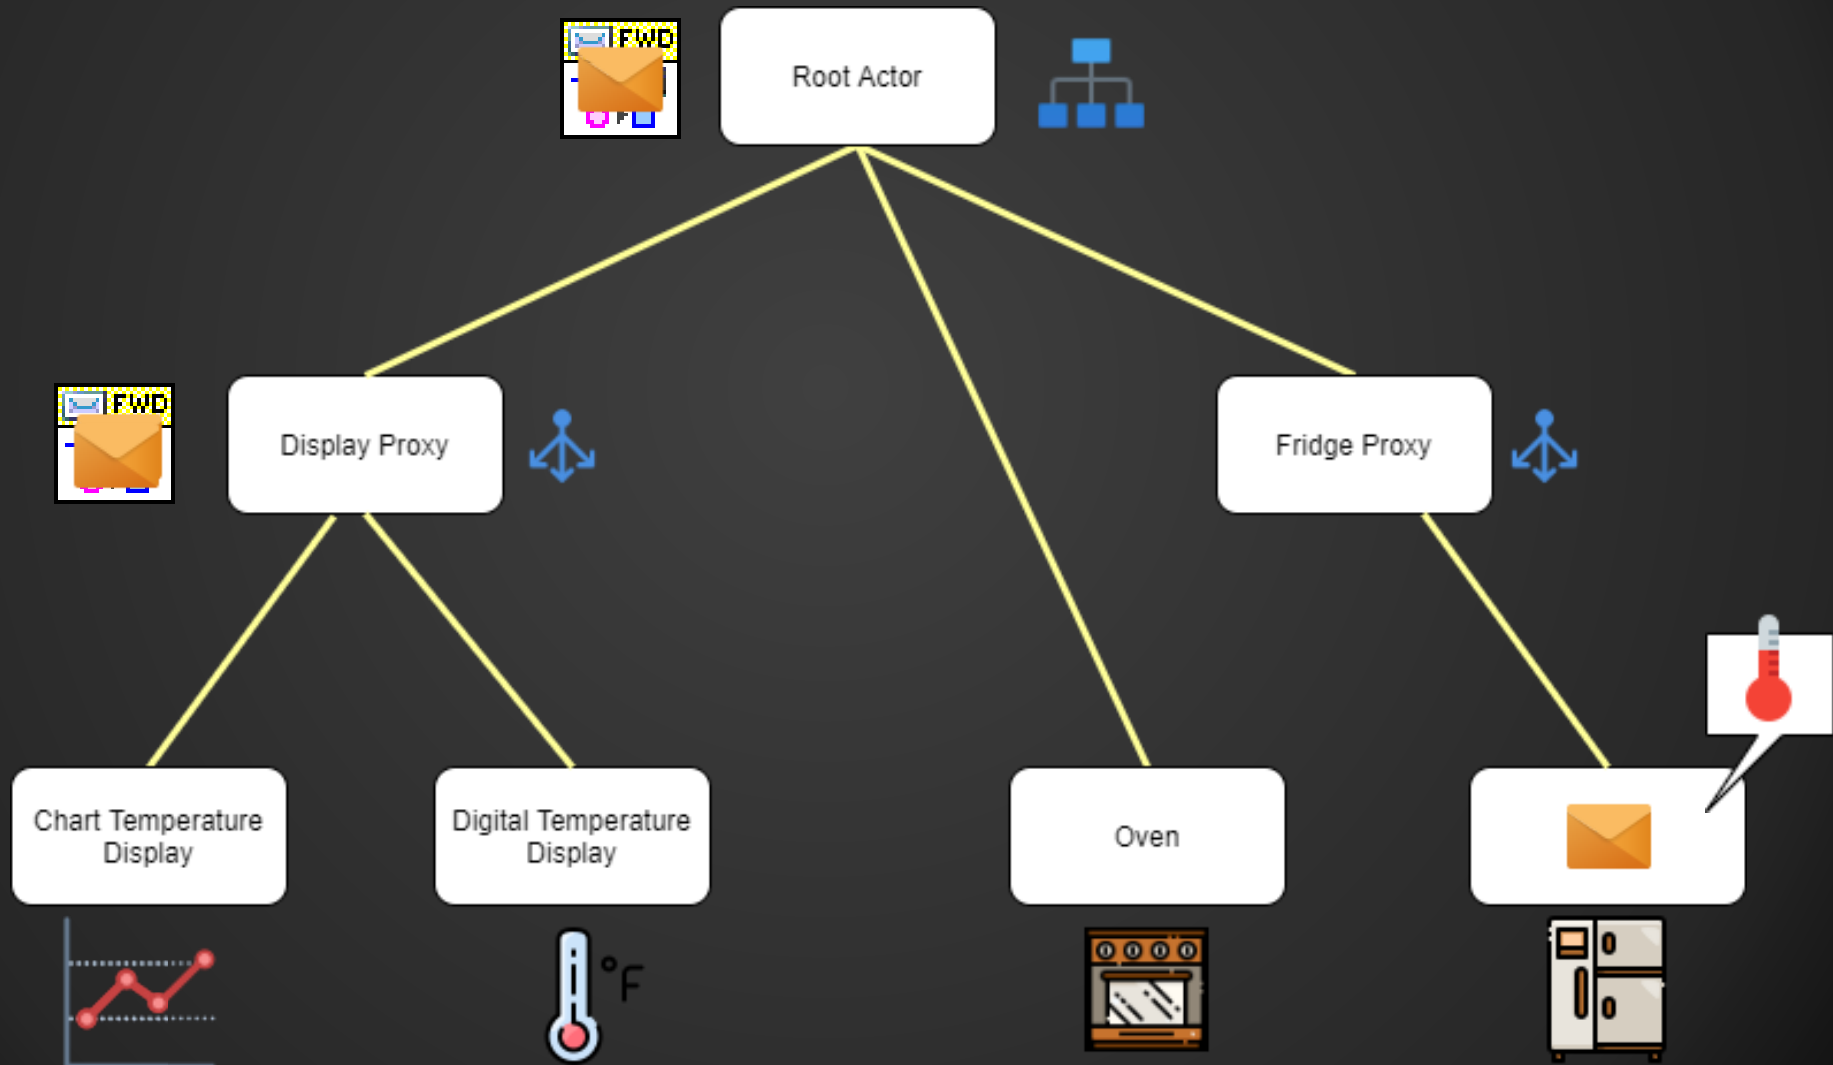 FWD
Root Actor
FWD
Display Proxy
Fridge Proxy
Chart Temperature
Display
Digital Temperature
Display
Oven
°F